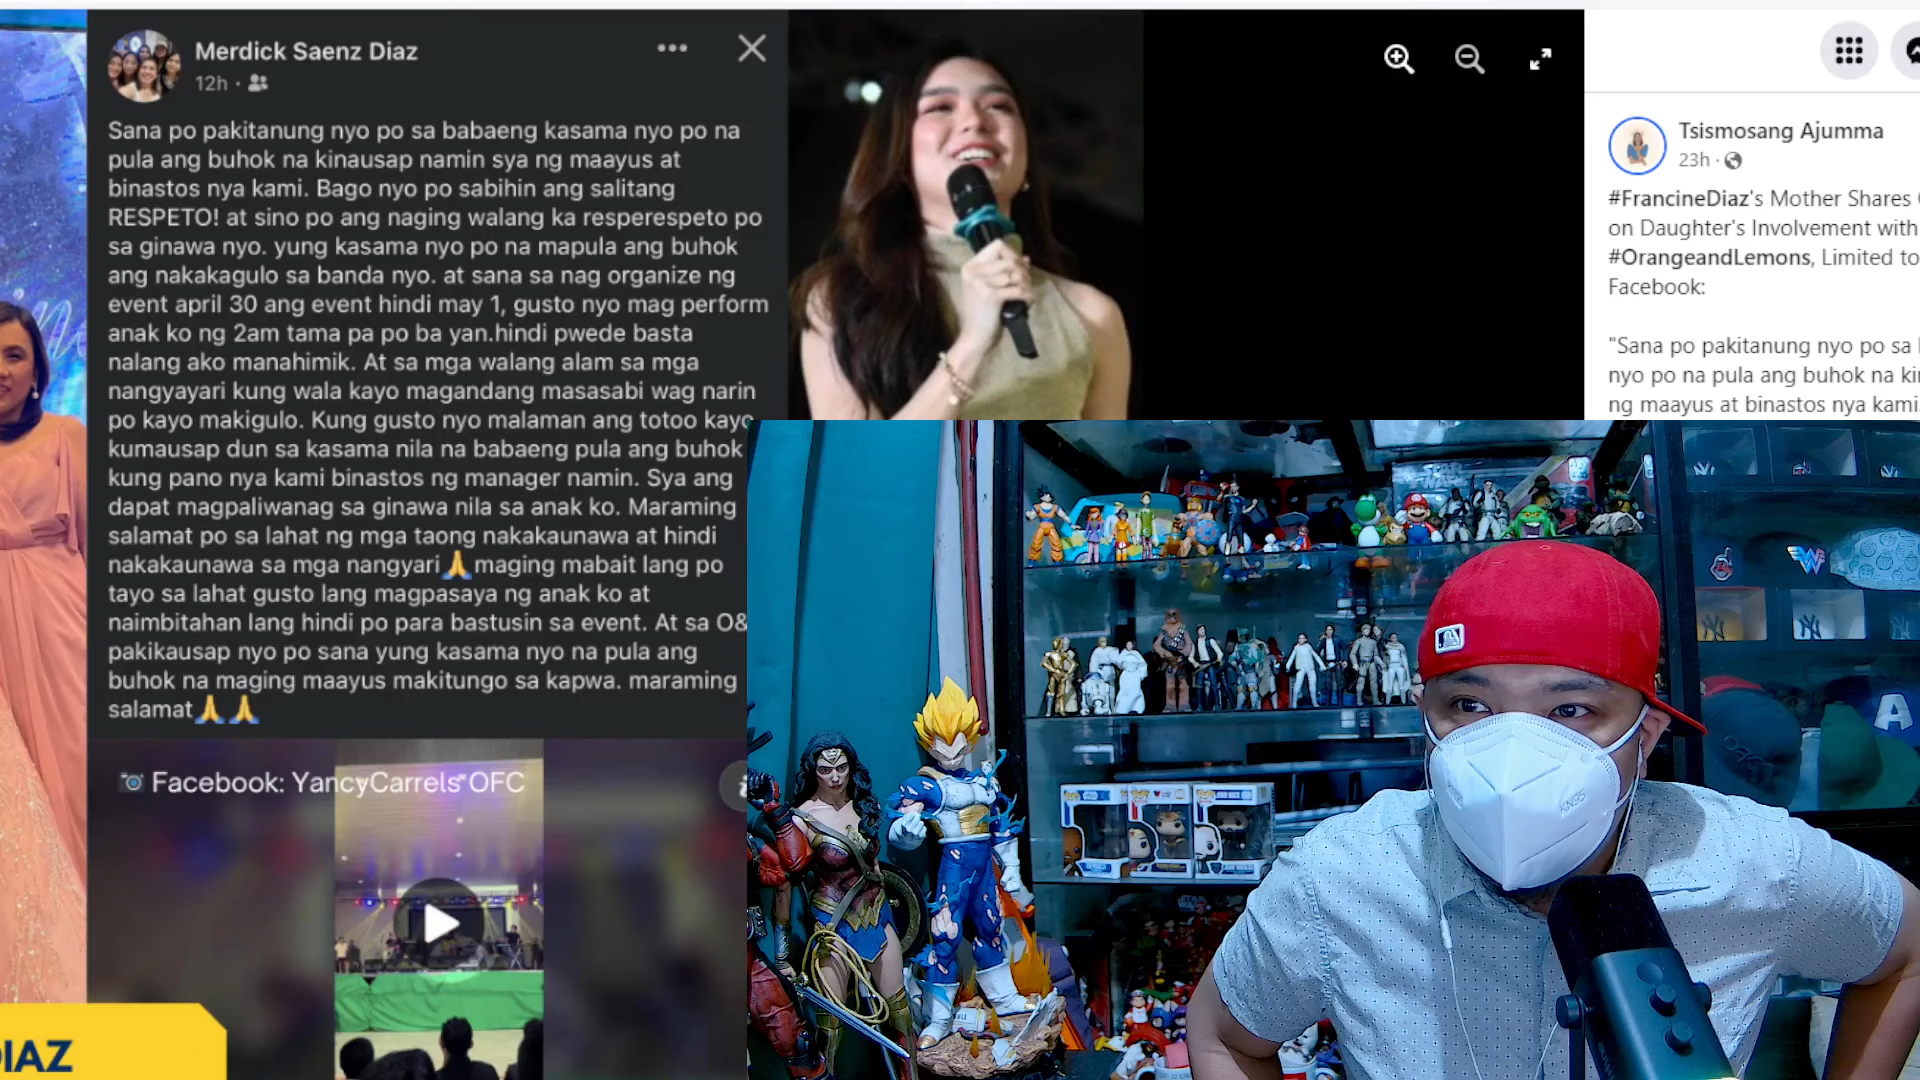 Merdick Saenz Diaz
12h
Sana po pakitanung nyo po sa babaeng kasama nyo po na
pula ang buhok na kinausap namin sya ng maayus at
binastos nya kami. Bago nyo po sabihin ang salitang
RESPETO! at sino po ang naging walang ka resperespeto po
sa ginawa nyo. yung kasama nyo po na mapula ang buhok
ang nakakagulo sa banda nyo. at sana sa nag organize ng
event april 30 ang event hindi may 1, gusto nyo mag perform
anak ko ng 2am tama pa po ba yan.hindi pwede basta
nalang ako manahimik. At sa mga walang alam sa mga
nangyayari kung wala kayo magandang masasabi wag narin
po kayo makigulo. Kung gusto nyo malaman ang totoo kayo
kumausap dun sa kasama nila na babaeng pula ang buhok
kung pano nya kami binastos ng manager namin. Sya ang
dapat magpaliwanag sa ginawa nila sa anak ko. Maraming
salamat po sa lahat ng mga taong nakakaunawa at hindi
nakakaunawa sa mga nangyari🙏maging mabait lang po
tayo sa lahat gusto lang magpasaya ng anak ko at
naimbitahan lang hindi po para bastusin sa event. At sa O&
pakikausap nyo po sana yung kasama nyo na pula ang
buhok na maging maayus makitungo sa kapwa. maraming
salamat🙏🙏
Facebook: YancyCarrels OFC
DIAZ
Tsismosang Ajumma
23h
#FrancineDiaz's Mother Shares
on Daughter's Involvement with
#OrangeandLemons, Limited to
Facebook:
"Sana po pakitanung nyo po sa
nyo po na pula ang buhok na
ng maayus at binastos nya kami.
KN95